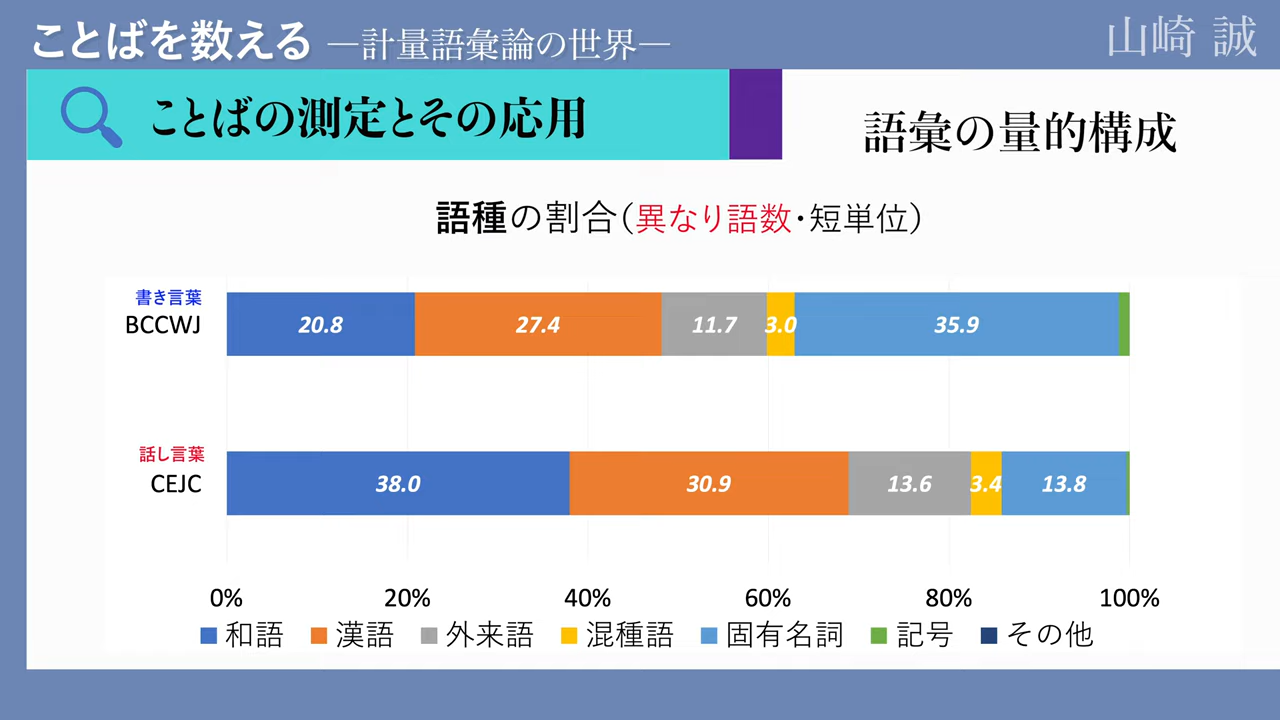 ことばを数える ―計量語彙論の世界―
山崎 誠
ことばの測定とその応用
語彙の量的構成
語種の割合(異なり語数・短単位)
書き言葉
BCCWJ
20.8 27.4 11.7 3.0 35.9
話し言葉
CEJC
38.0 30.9 13.6 3.4 13.8
0% 20% 40% 60% 80% 100%
和語 漢語 外来語 混種語 固有名詞 記号 その他